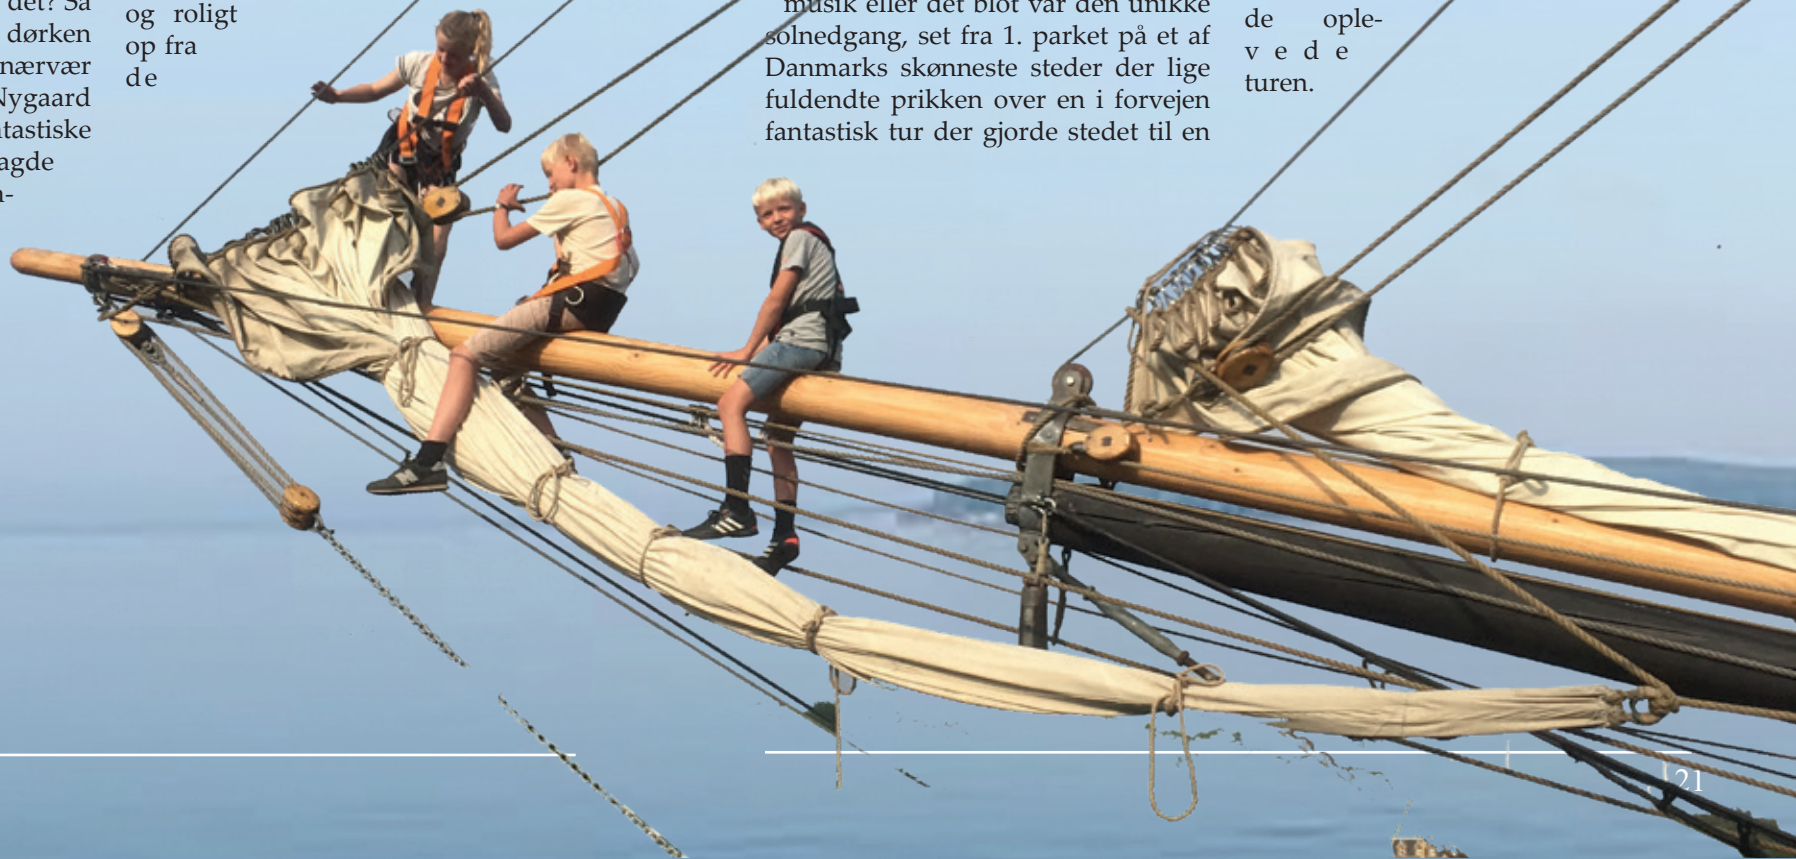 det? Så
dørken
nærvær
Nygaard
og roligt
op fra
de
musik eller det blot var den unikke
solnedgang, set fra 1. parket på et af
Danmarks skønneste steder der lige
fuldendte prikken over en i forvejen
fantastisk tur der gjorde stedet til en
de ople-
vede
turen.
21